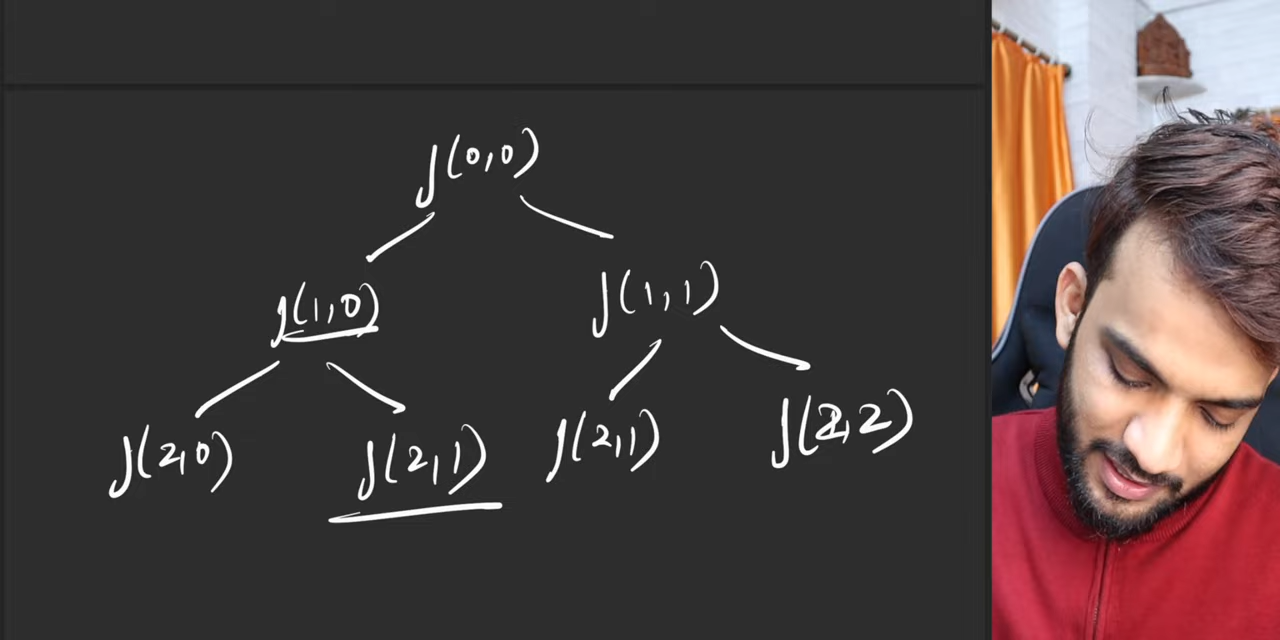 f(0,0)
f(1,0) f(1,1)
f(2,0) f(2,1) f(2,1) f(2,2)